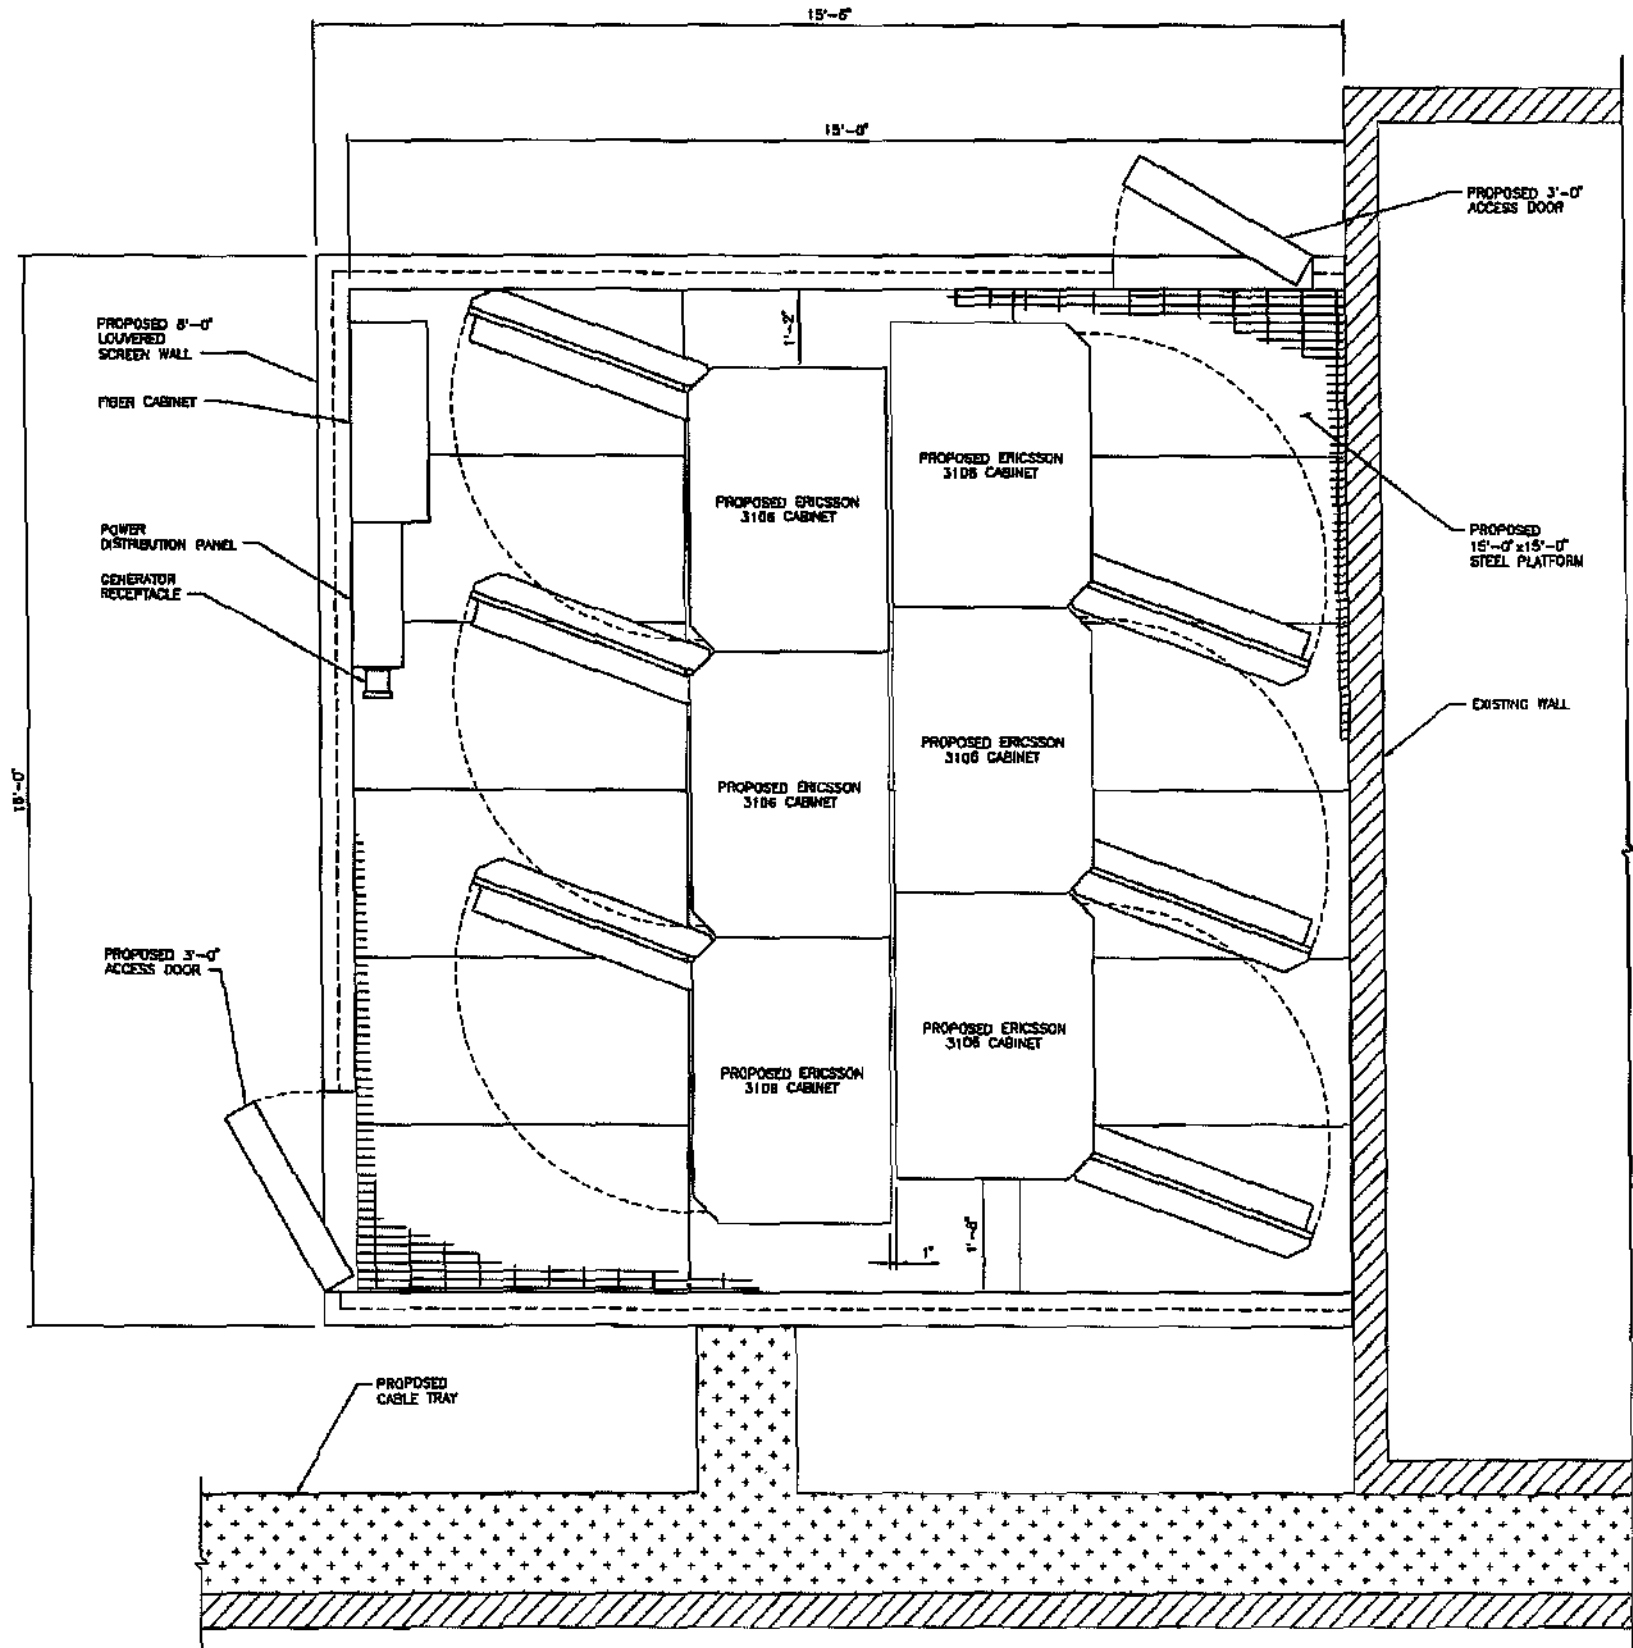 15'-6"
15'-0"
PROPOSED 3'-0"
ACCESS DOOR
PROPOSED 8'-0"
LOUVERED
SCREEN WALL
1'-2"
FIBER CABINET
PROPOSED ERICSSON
3106 CABINET
PROPOSED ERICSSON
3106 CABINET
POWER
DISTRIBUTION PANEL
PROPOSED
15'-0"x15'-0"
STEEL PLATFORM
GENERATOR
RECEPTACLE
EXISTING WALL
PROPOSED ERICSSON
3106 CABINET
PROPOSED ERICSSON
3106 CABINET
PROPOSED 3'-0"
ACCESS DOOR
PROPOSED ERICSSON
3106 CABINET
PROPOSED ERICSSON
3106 CABINET
1"
1'-8"
PROPOSED
CABLE TRAY